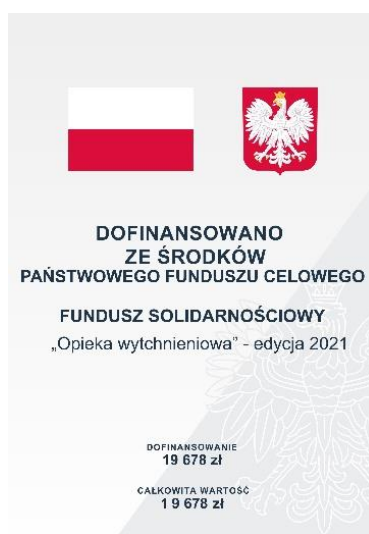 DOFINANSOWANO
ZE ŚRODKÓW
PAŃSTWOWEGO FUNDUSZU CELOWEGO
FUNDUSZ SOLIDARNOŚCIOWY
„Opieka wytchnieniowa” - edycja 2021
DOFINANSOWANIE
19 678 zł
CAŁKOWITA WARTOŚĆ
1 9 678 zł